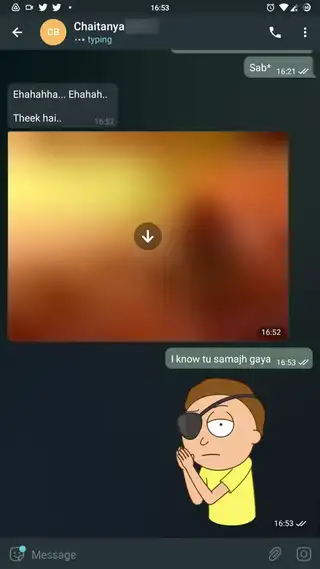 16:53
CB
Chaitanya
typing
Sab* 16:21
Ehahahha... Ehahah..
Theek hai..
16:52
16:52
I know tu samajh gaya 16:53
16:53
Message